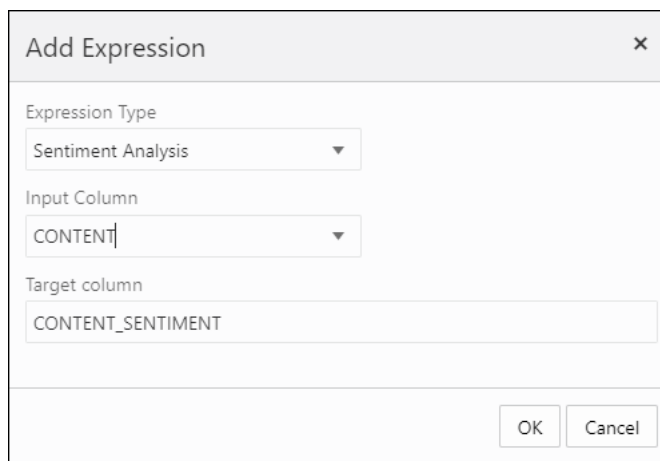 Add Expression
Expression Type
Sentiment Analysis
Input Column
CONTENT
Target column
CONTENT_SENTIMENT
OK Cancel